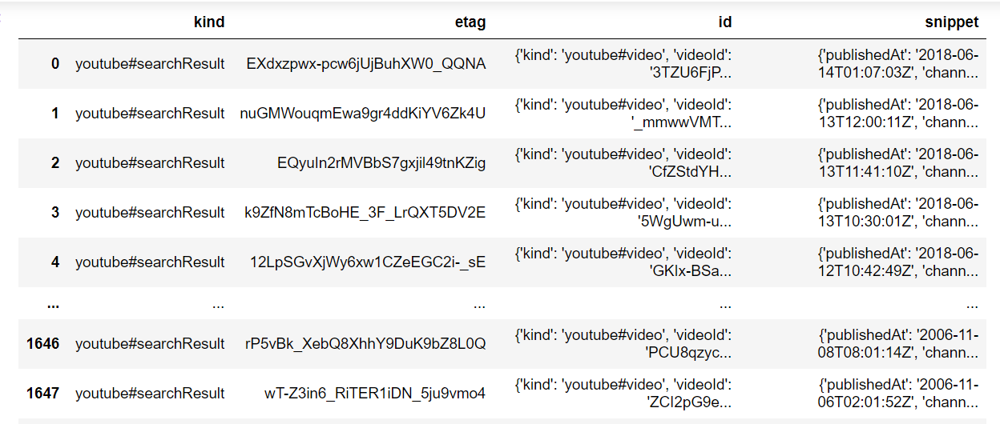 kind etag id snippet
0 youtube#searchResult EXdxzpwx-pcw6jUjBuhXW0_QQNA {'kind': 'youtube#video', 'videoId': {'publishedAt': '2018-06-
'3TZU6FjP... 14T01:07:03Z', 'chann...
1 youtube#searchResult nuGMWouqmEwa9gr4ddKiYV6Zk4U {'kind': 'youtube#video', 'videoId': {'publishedAt': '2018-06-
'_mmwwVMT... 13T12:00:11Z', 'chann...
2 youtube#searchResult EQyuIn2rMVBbS7gxjil49tnKZig {'kind': 'youtube#video', 'videoId': {'publishedAt': '2018-06-
'CfZStdYH... 13T11:41:10Z', 'chann...
3 youtube#searchResult k9ZfN8mTcBoHE_3F_LrQXT5DV2E {'kind': 'youtube#video', 'videoId': {'publishedAt': '2018-06-
'5WgUwm-u... 13T10:30:01Z', 'chann...
4 youtube#searchResult 12LpSGvXjWy6xw1CZeEGC2i-_sE {'kind': 'youtube#video', 'videoId': {'publishedAt': '2018-06-
'GKIx-BSa... 12T10:42:49Z', 'chann...
... ... ... ... ...
1646 youtube#searchResult rP5vBk_XebQ8XhhY9DuK9bZ8L0Q {'kind': 'youtube#video', 'videoId': {'publishedAt': '2006-11-
'PCU8qzyc... 08T08:01:14Z', 'chann...
1647 youtube#searchResult wT-Z3in6_RiTER1iDN_5ju9vmo4 {'kind': 'youtube#video', 'videoId': {'publishedAt': '2006-11-
'ZCI2pG9e... 06T02:01:52Z', 'chann...